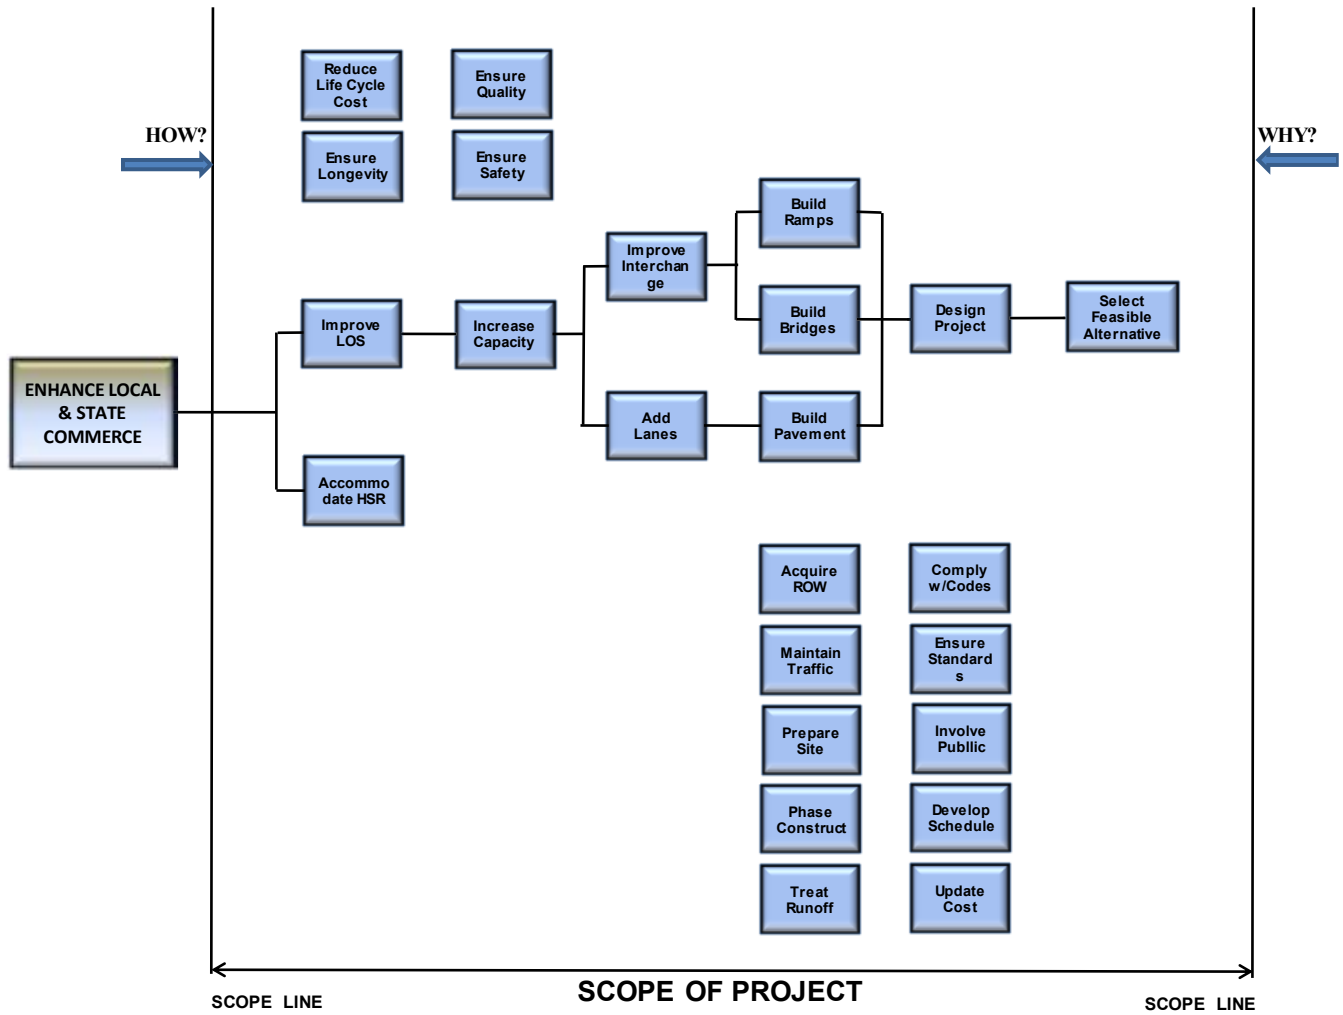 Reduce
Life Cycle
Cost
Ensure
Quality
HOW?
WHY?
Ensure
Longevity
Ensure
Safety
Build
Ramps
Improve
Interchan
ge
Improve
LOS
Increase
Capacity
Build
Bridges
Design
Project
Select
Feasible
Alternative
ENHANCE LOCAL
& STATE
COMMERCE
Add
Lanes
Build
Pavement
Accommo
date HSR
Acquire
ROW
Comply
w/Codes
Maintain
Traffic
Ensure
Standard
s
Prepare
Site
Involve
Publlic
Phase
Construct
Develop
Schedule
Treat
Runoff
Update
Cost
SCOPE LINE
SCOPE OF PROJECT
SCOPE LINE